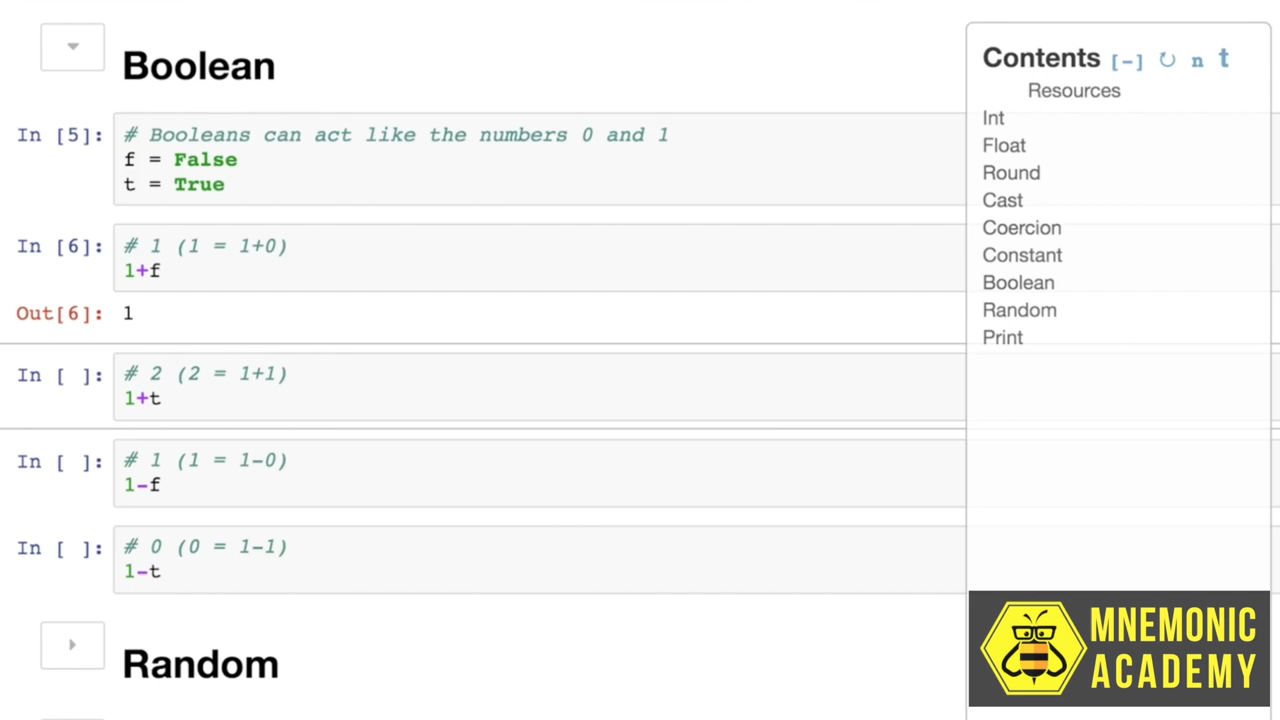 Boolean
In [5]: # Booleans can act like the numbers 0 and 1
f = False
t = True
In [6]: # 1 (1 = 1+0)
1+f
Out[6]: 1
In [ ]: # 2 (2 = 1+1)
1+t
In [ ]: # 1 (1 = 1-0)
1-f
In [ ]: # 0 (0 = 1-1)
1-t
Random
Contents [-] n t
Resources
Int
Float
Round
Cast
Coercion
Constant
Boolean
Random
Print
MNEMONIC
ACADEMY